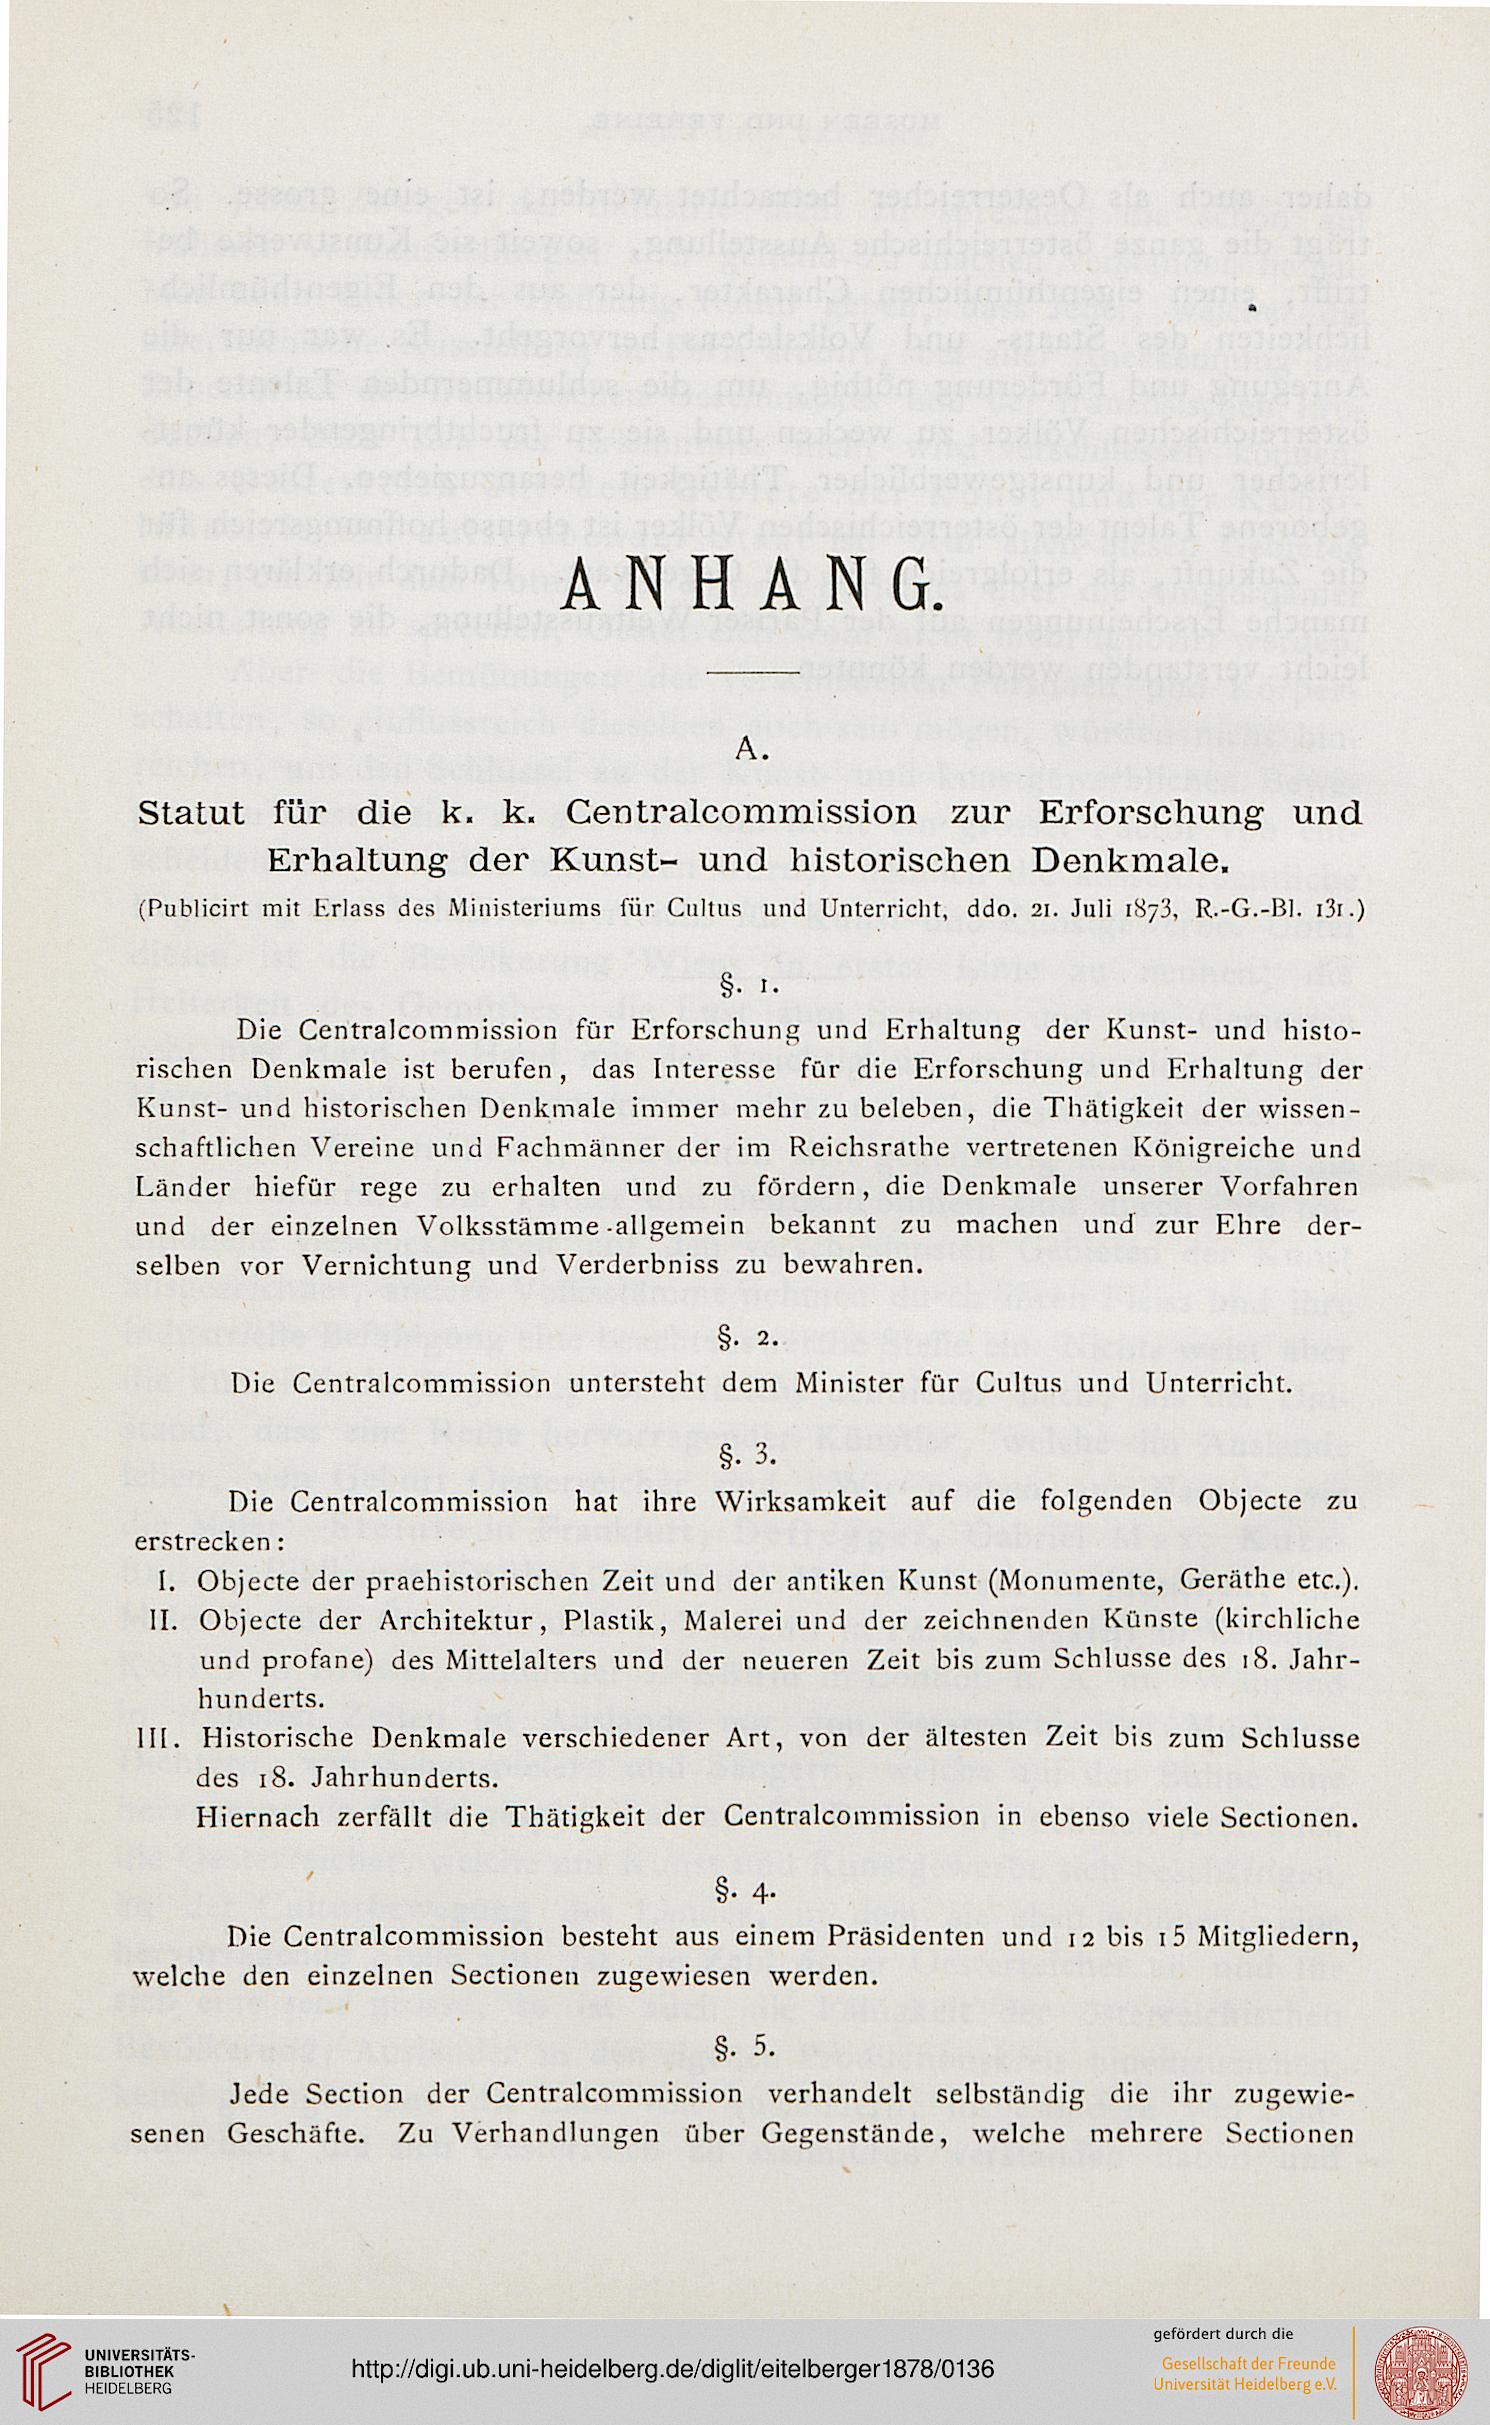 ANHANG.
A.
Statut für die k. k. Centralcommission zur Erforschung und
Erhaltung der Kunst- und historischen Denkmale.
(Publicirt mit Erlass des Ministeriums für Cultus und Unterricht, ddo. 21. Juli 1873, R.-G.-Bl. 131.)
§. 1.
Die Centralcommission für Erforschung und Erhaltung der Kunst- und histo-
rischen Denkmale ist berufen, das Interesse für die Erforschung und Erhaltung der
Kunst- und historischen Denkmale immer mehr zu beleben, die Thätigkeit der wissen-
schaftlichen Vereine und Fachmänner der im Reichsrathe vertretenen Königreiche und
Länder hiefür rege zu erhalten und zu fördern, die Denkmale unserer Vorfahren
und der einzelnen Volksstämme allgemein bekannt zu machen und zur Ehre der-
selben vor Vernichtung und Verderbniss zu bewahren.
§. 2.
Die Centralcommission untersteht dem Minister für Cultus und Unterricht.
§. 3.
Die Centralcommission hat ihre Wirksamkeit auf die folgenden Objecte zu
erstrecken:
I. Objecte der praehistorischen Zeit und der antiken Kunst (Monumente, Geräthe etc.).
II. Objecte der Architektur, Plastik, Malerei und der zeichnenden Künste (kirchliche
und profane) des Mittelalters und der neueren Zeit bis zum Schlusse des 18. Jahr-
hunderts.
III. Historische Denkmale verschiedener Art, von der ältesten Zeit bis zum Schlusse
des 18. Jahrhunderts.
Hiernach zerfällt die Thätigkeit der Centralcommission in ebenso viele Sectionen.
§. 4.
Die Centralcommission besteht aus einem Präsidenten und 12 bis 15 Mitgliedern,
welche den einzelnen Sectionen zugewiesen werden.
§. 5.
Jede Section der Centralcommission verhandelt selbständig die ihr zugewie-
senen Geschäfte. Zu Verhandlungen über Gegenstände, welche mehrere Sectionen
UNIVERSITÄTS-
BIBLIOTHEK
HEIDELBERG
http://digi.ub.uni-heidelberg.de/diglit/eitelberger1878/0136
gefördert durch die
Gesellschaft der Freunde
Universität Heidelberg e.V.